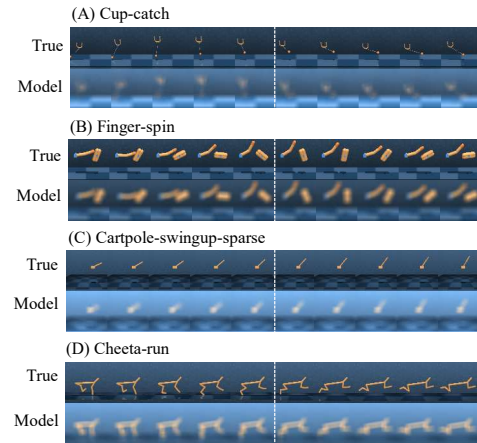 (A) Cup-catch
True
Model
(B) Finger-spin
True
Model
(C) Cartpole-swingup-sparse
True
Model
(D) Cheeta-run
True
Model